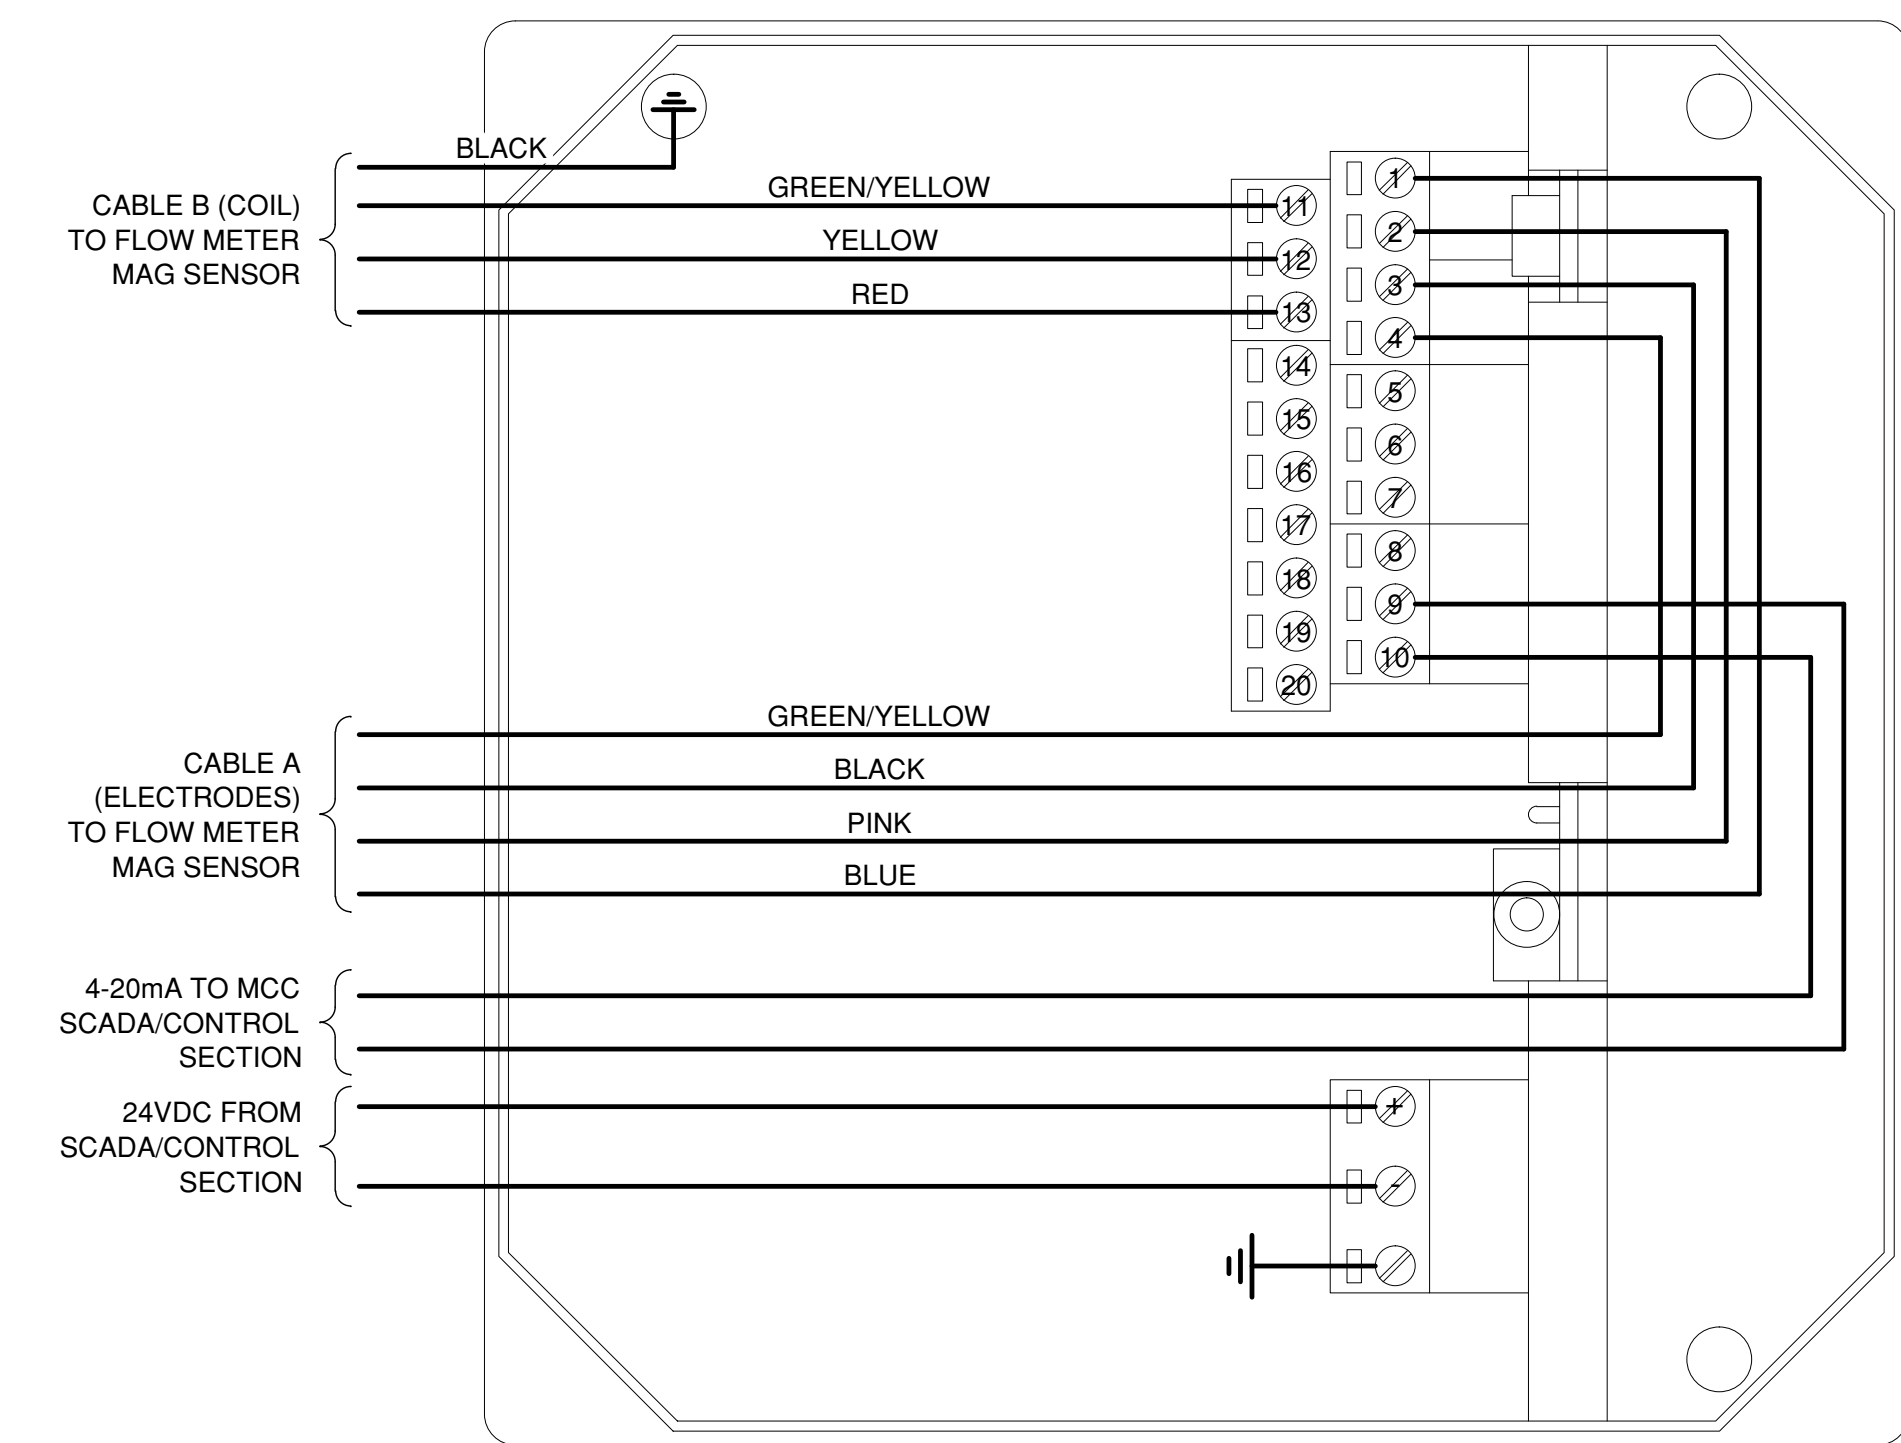 BLACK
CABLE B (COIL)
TO FLOW METER
MAG SENSOR
GREEN/YELLOW
YELLOW
RED
1
2
3
4
5
6
7
8
9
10
11
12
13
14
15
16
17
18
19
20
CABLE A
(ELECTRODES)
TO FLOW METER
MAG SENSOR
GREEN/YELLOW
BLACK
PINK
BLUE
4-20mA TO MCC
SCADA/CONTROL
SECTION
24VDC FROM
SCADA/CONTROL
SECTION
+
-